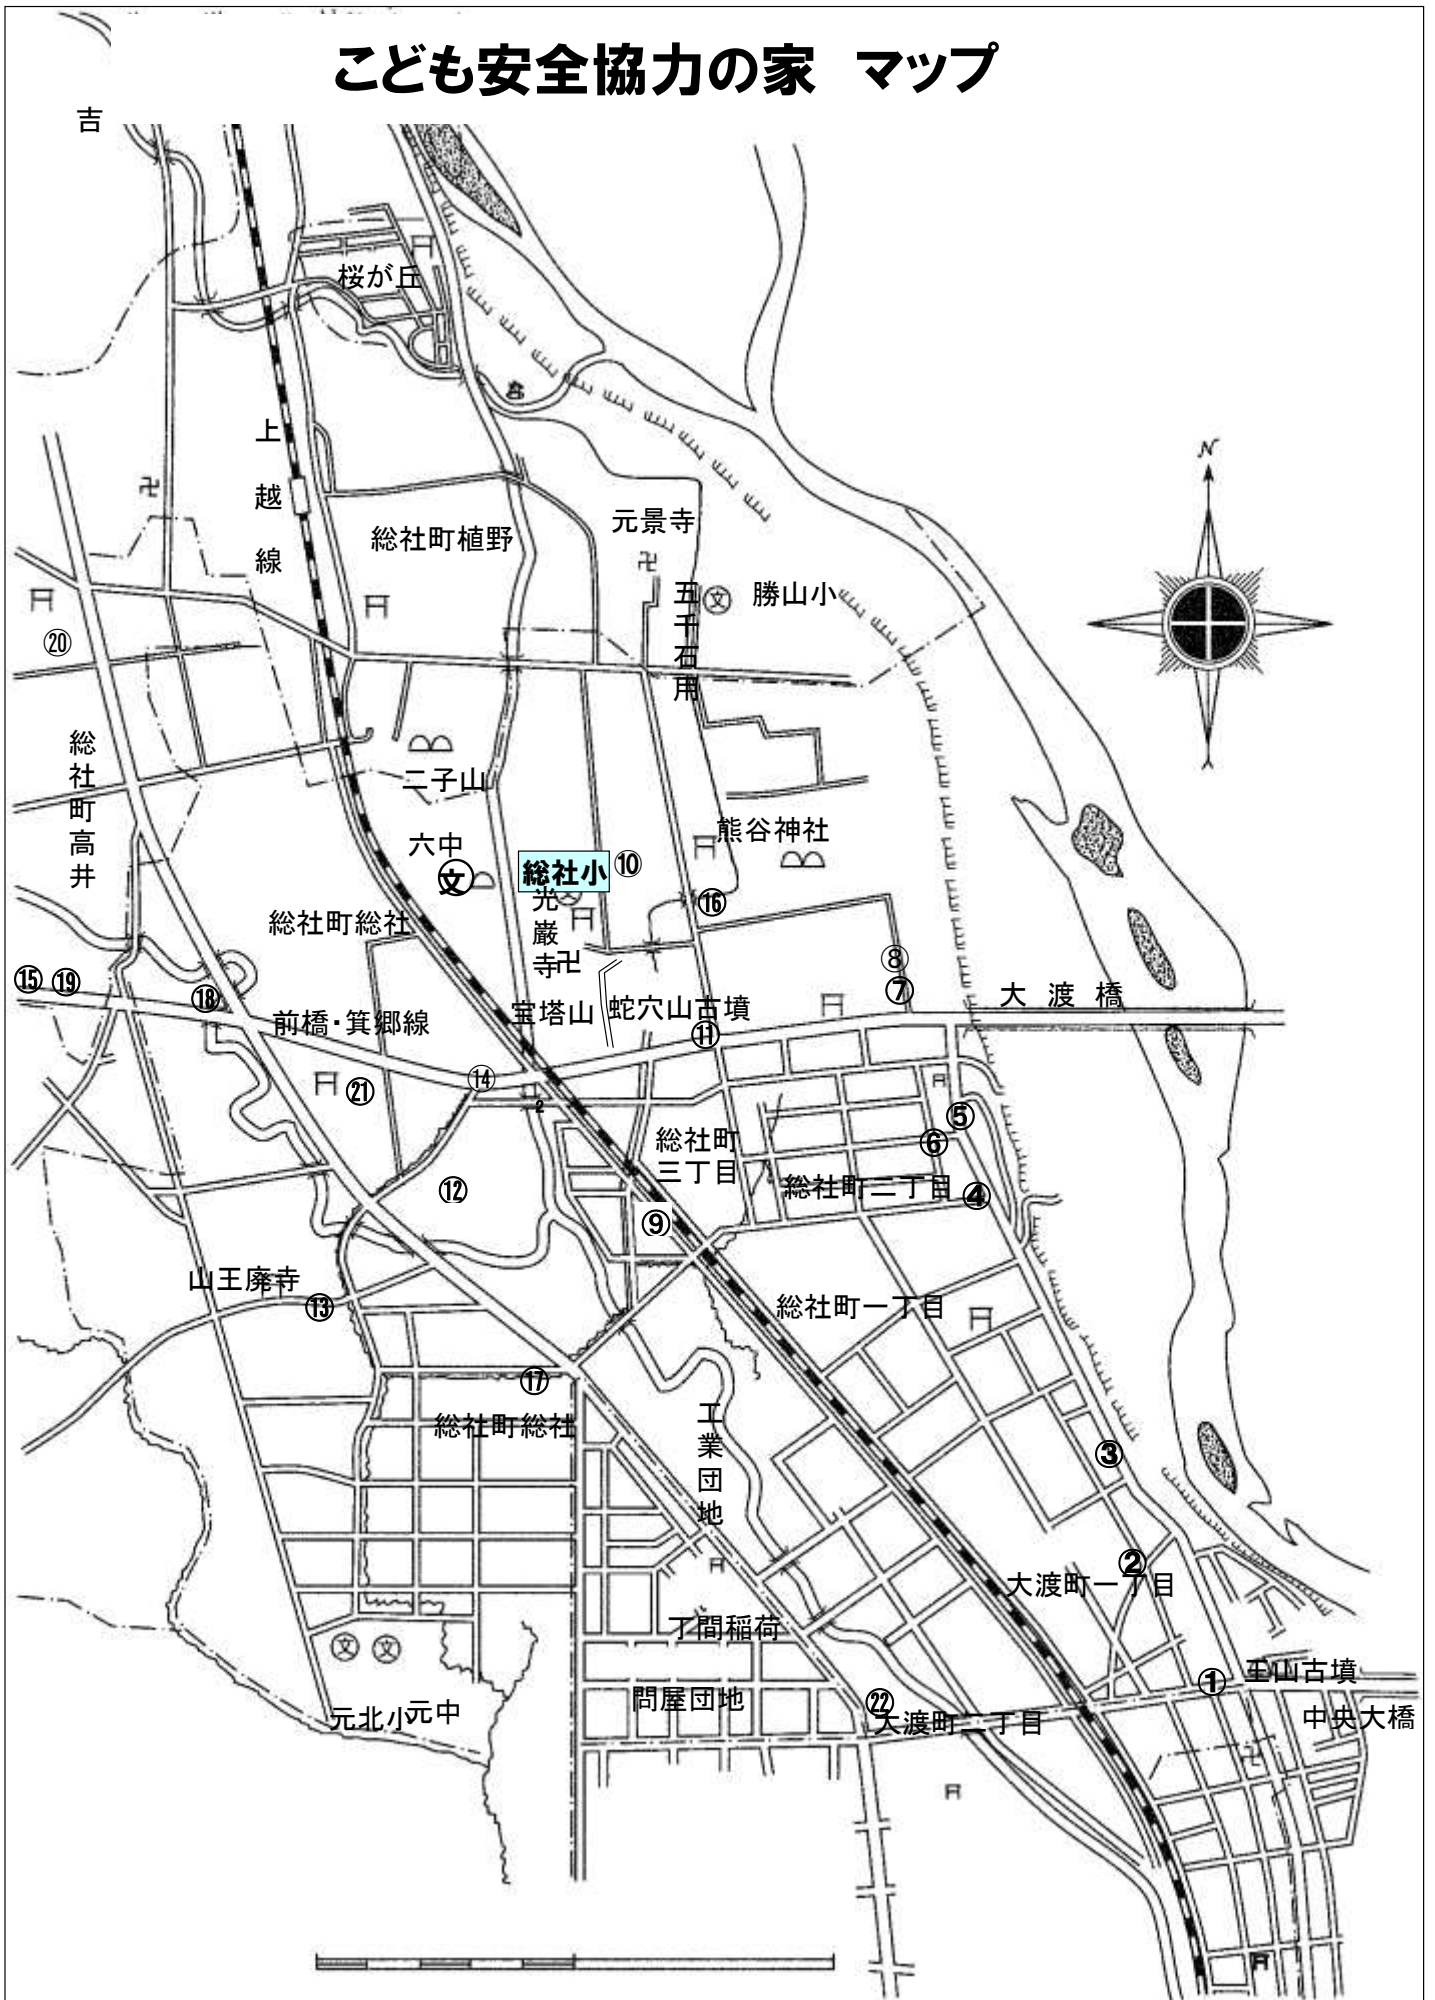 こども安全協力の家 マップ
吉
桜が丘
上越線
元景寺
総社町植野
五千石用
文
勝山小
⑳
総社町高井
二子山
熊谷神社
六中
文
総社小
⑩
⑯
光巌寺
総社町総社
⑧
⑮
⑲
⑱
⑦
大渡橋
宝塔山
蛇穴山古墳
前橋・箕郷線
⑪
⑭
㉑
2
⑤
⑥
総社町
三丁目
⑫
総社町二丁目
④
⑨
山王廃寺
⑬
総社町一丁目
⑰
総社町総社
工業団地
③
②
大渡町一丁目
丁間稲荷
文
文
①
王山古墳
問屋団地
㉒
元北小
元中
大渡町二丁目
中央大橋
N